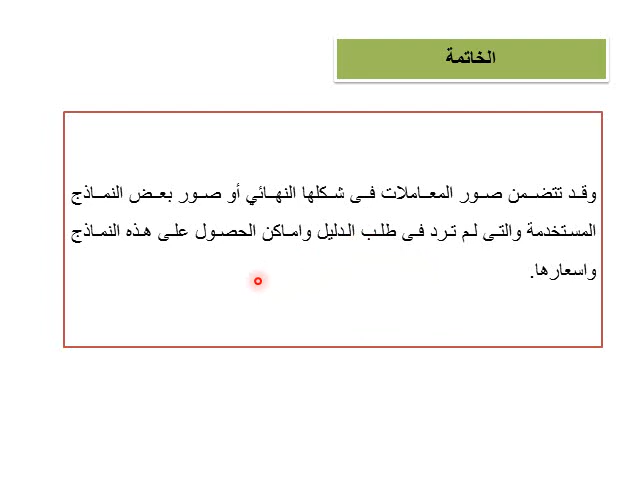 الخاتمة
وقد تتضمن صور المعاملات فى شكلها النهائي أو صور بعض النماذج
المستخدمة والتى لم ترد فى طلب الدليل واماكن الحصول على هذه النماذج
واسعارها.